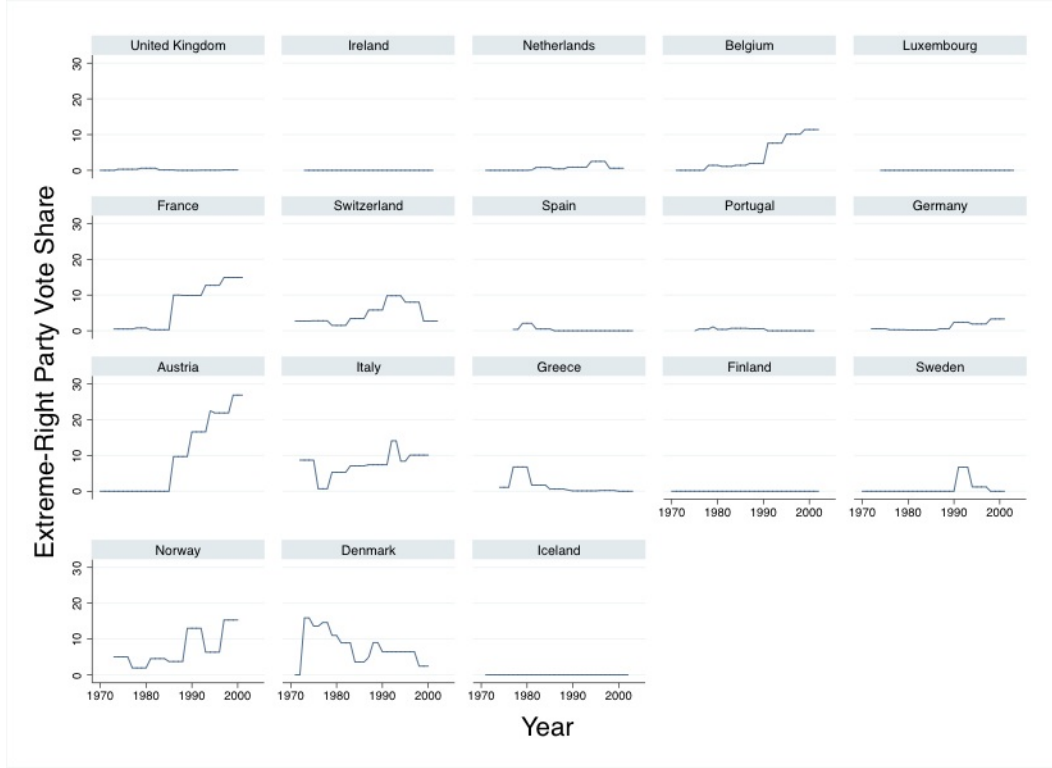 United Kingdom
Ireland
Netherlands
Belgium
Luxembourg
30
20
10
0
France
Switzerland
Spain
Portugal
Germany
30
20
10
0
Austria
Italy
Greece
Finland
Sweden
30
20
10
0
1970 1980 1990 2000
1970 1980 1990 2000
Norway
Denmark
Iceland
30
20
10
0
1970 1980 1990 2000
1970 1980 1990 2000
1970 1980 1990 2000
Extreme-Right Party Vote Share
Year